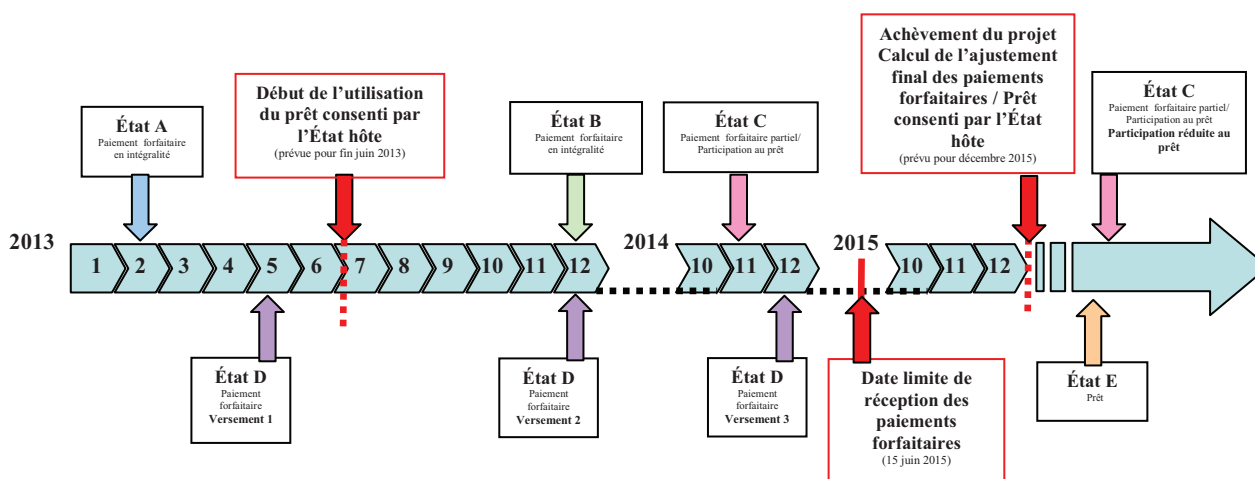 Achèvement du projet
Calcul de l’ajustement
final des paiements
forfaitaires / Prêt
consenti par l’État
hôte
(prévu pour décembre 2015)
Début de l’utilisation
du prêt consenti par
l’État hôte
(prévue pour fin juin 2013)
État A
Paiement forfaitaire
en intégralité
État B
Paiement forfaitaire
en intégralité
État C
Paiement forfaitaire partiel/
Participation au prêt
État C
Paiement forfaitaire partiel/
Participation au prêt
Participation réduite au
prêt
2013
1 2 3 4 5 6 7 8 9 10 11 12
2014
10 11 12
2015
10 11 12
État D
Paiement
forfaitaire
Versement 1
État D
Paiement
forfaitaire
Versement 2
État D
Paiement
forfaitaire
Versement 3
Date limite de
réception des
paiements
forfaitaires
(15 juin 2015)
État E
Prêt